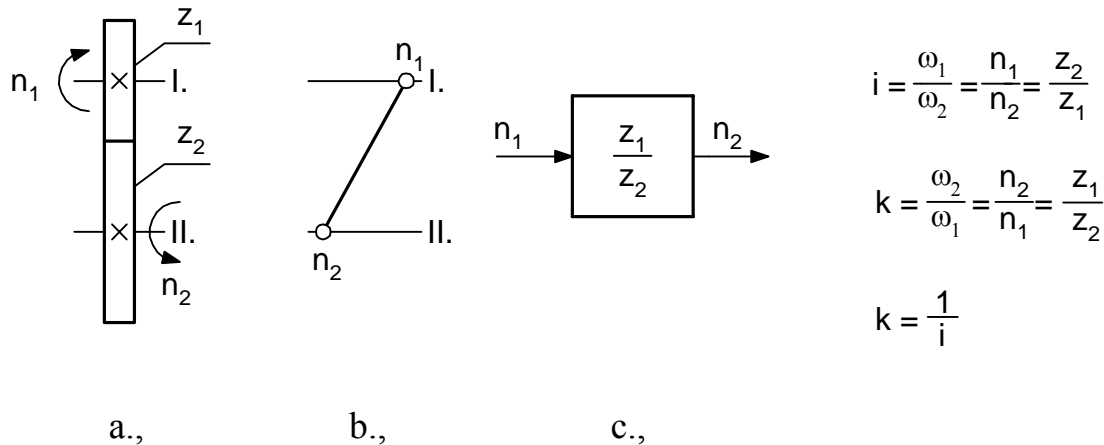 z₁
n₁
I.
z₂
II.
n₂
a.,
n₁
I.
II.
n₂
b.,
n₁
z₁
z₂
n₂
c.,
i = ω₁/ω₂ = n₁/n₂ = z₂/z₁
k = ω₂/ω₁ = n₂/n₁ = z₁/z₂
k = 1/i